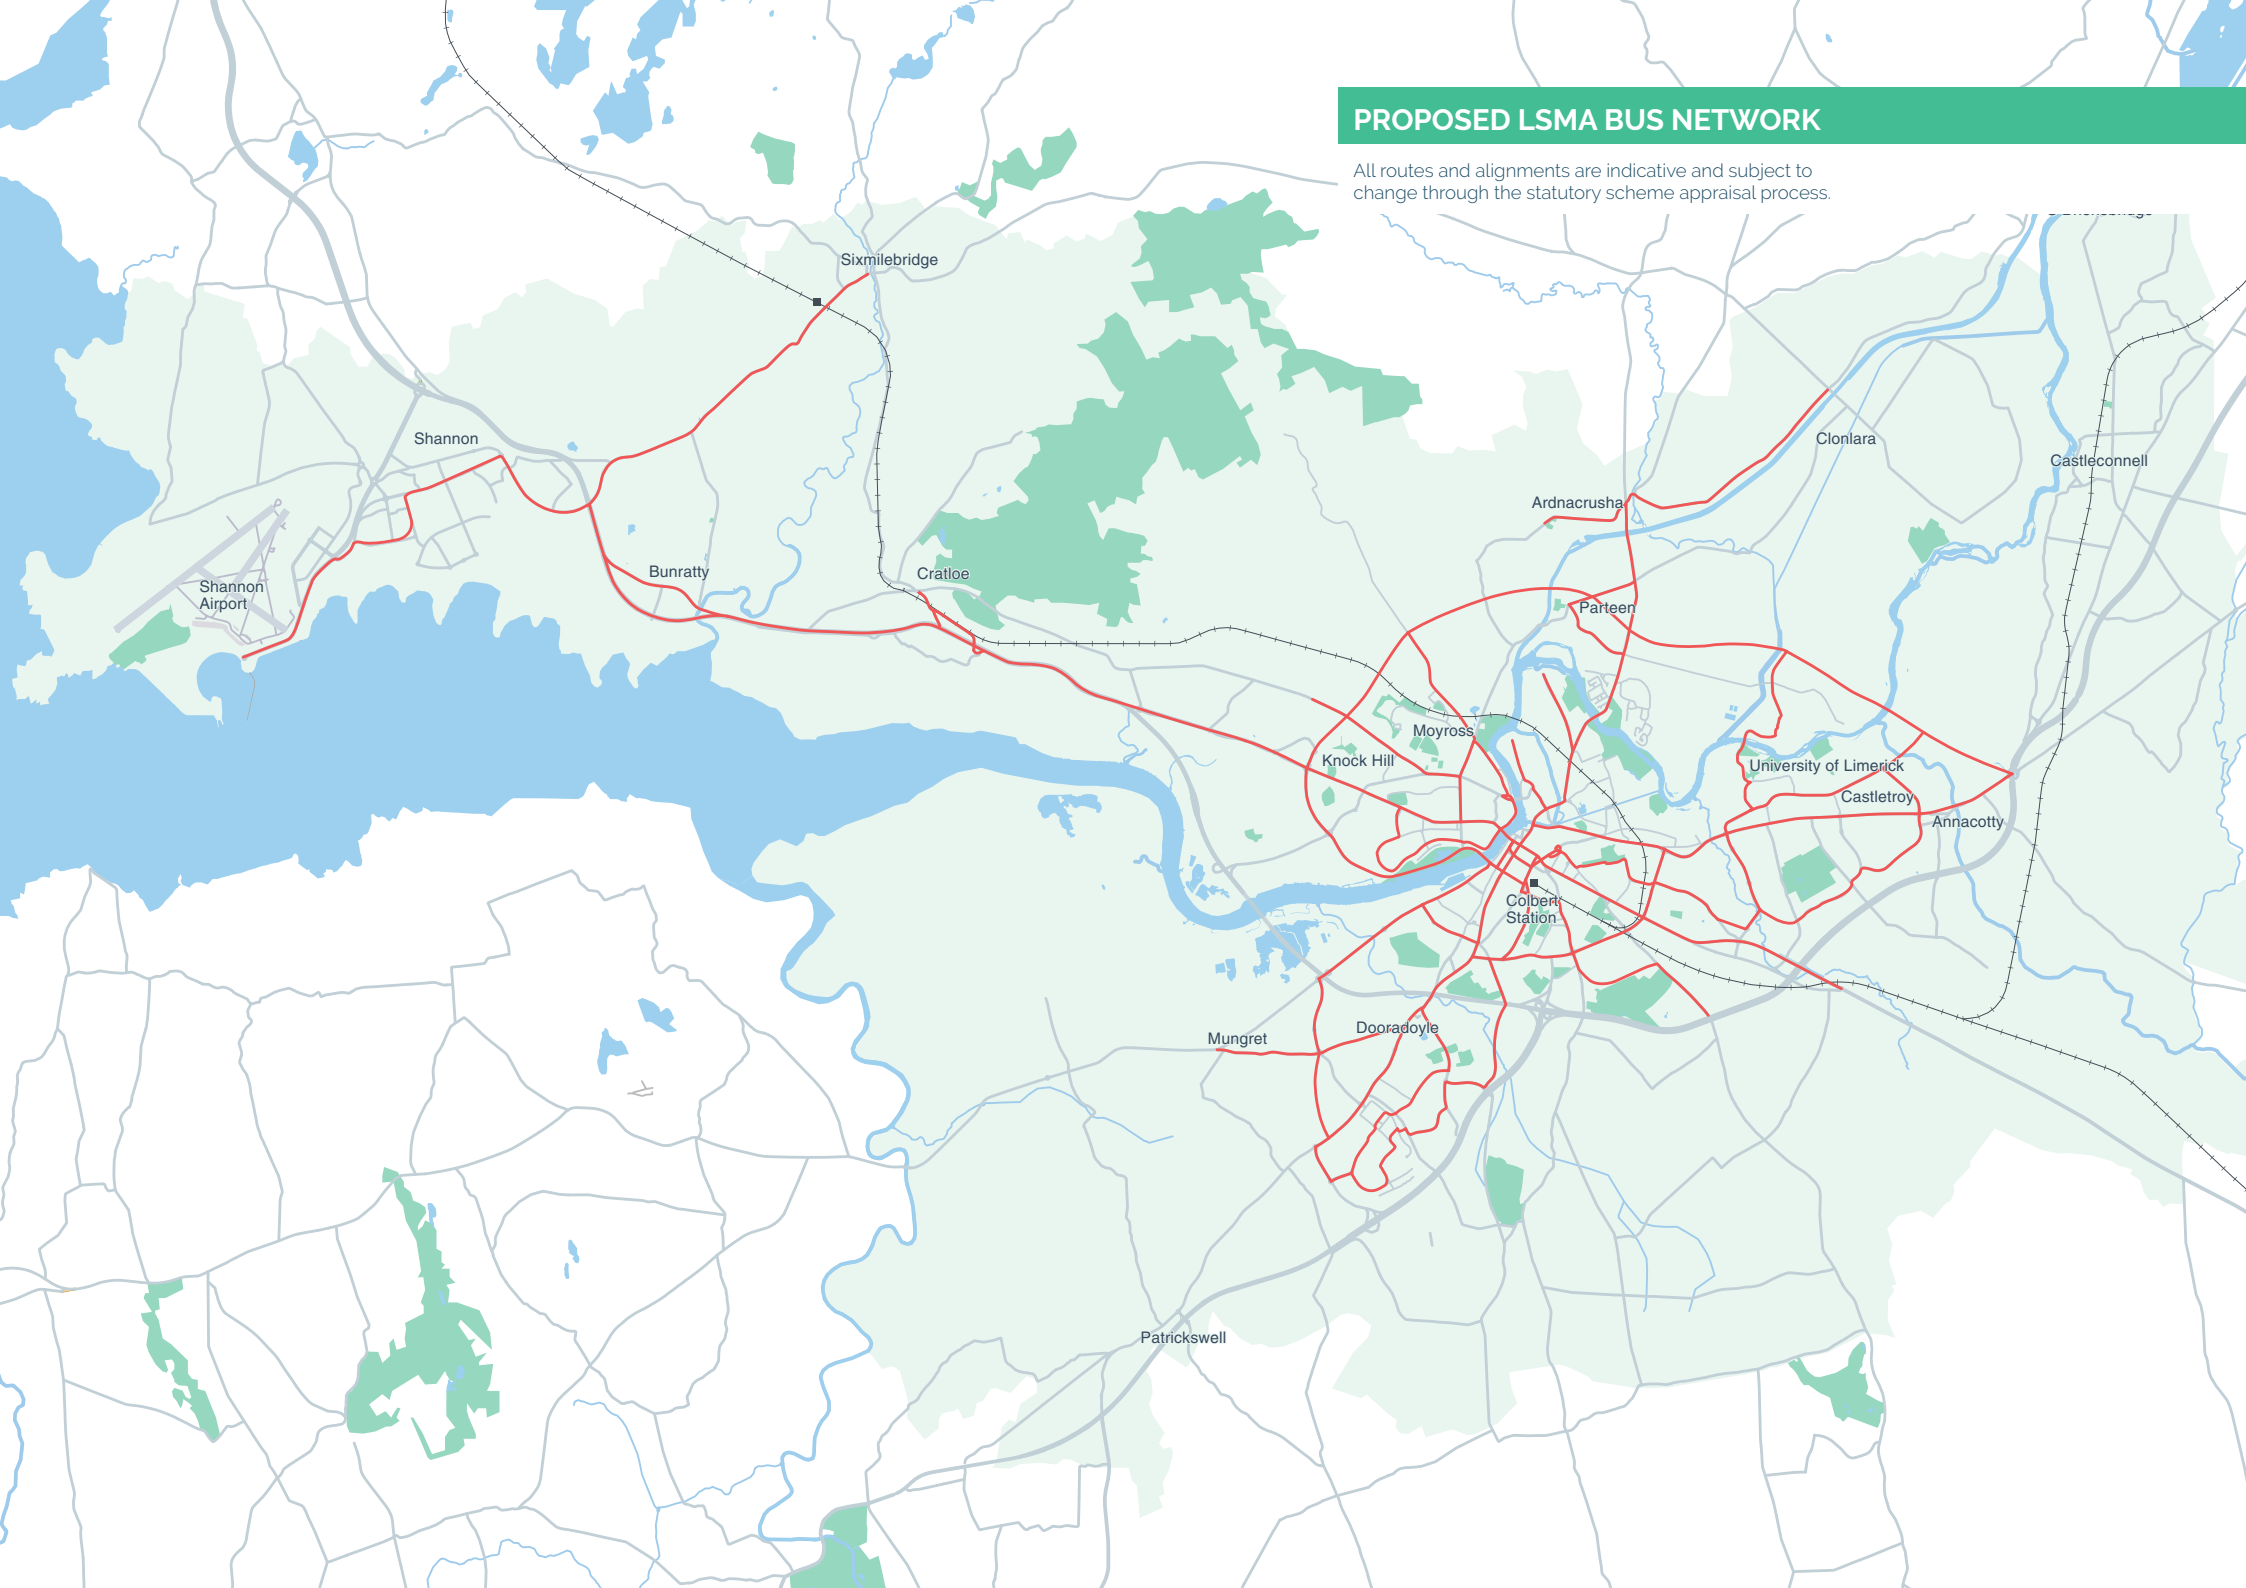 PROPOSED LSMA BUS NETWORK
All routes and alignments are indicative and subject to
change through the statutory scheme appraisal process.
Sixmilebridge
Shannon
Clonlara
Castleconnell
Ardnacrusha
Bunratty
Cratloe
Shannon
Airport
Parteen
Moyross
Knock Hill
University of Limerick
Castletroy
Annacotty
Colbert
Station
Dooradoyle
Mungret
Patrickswell